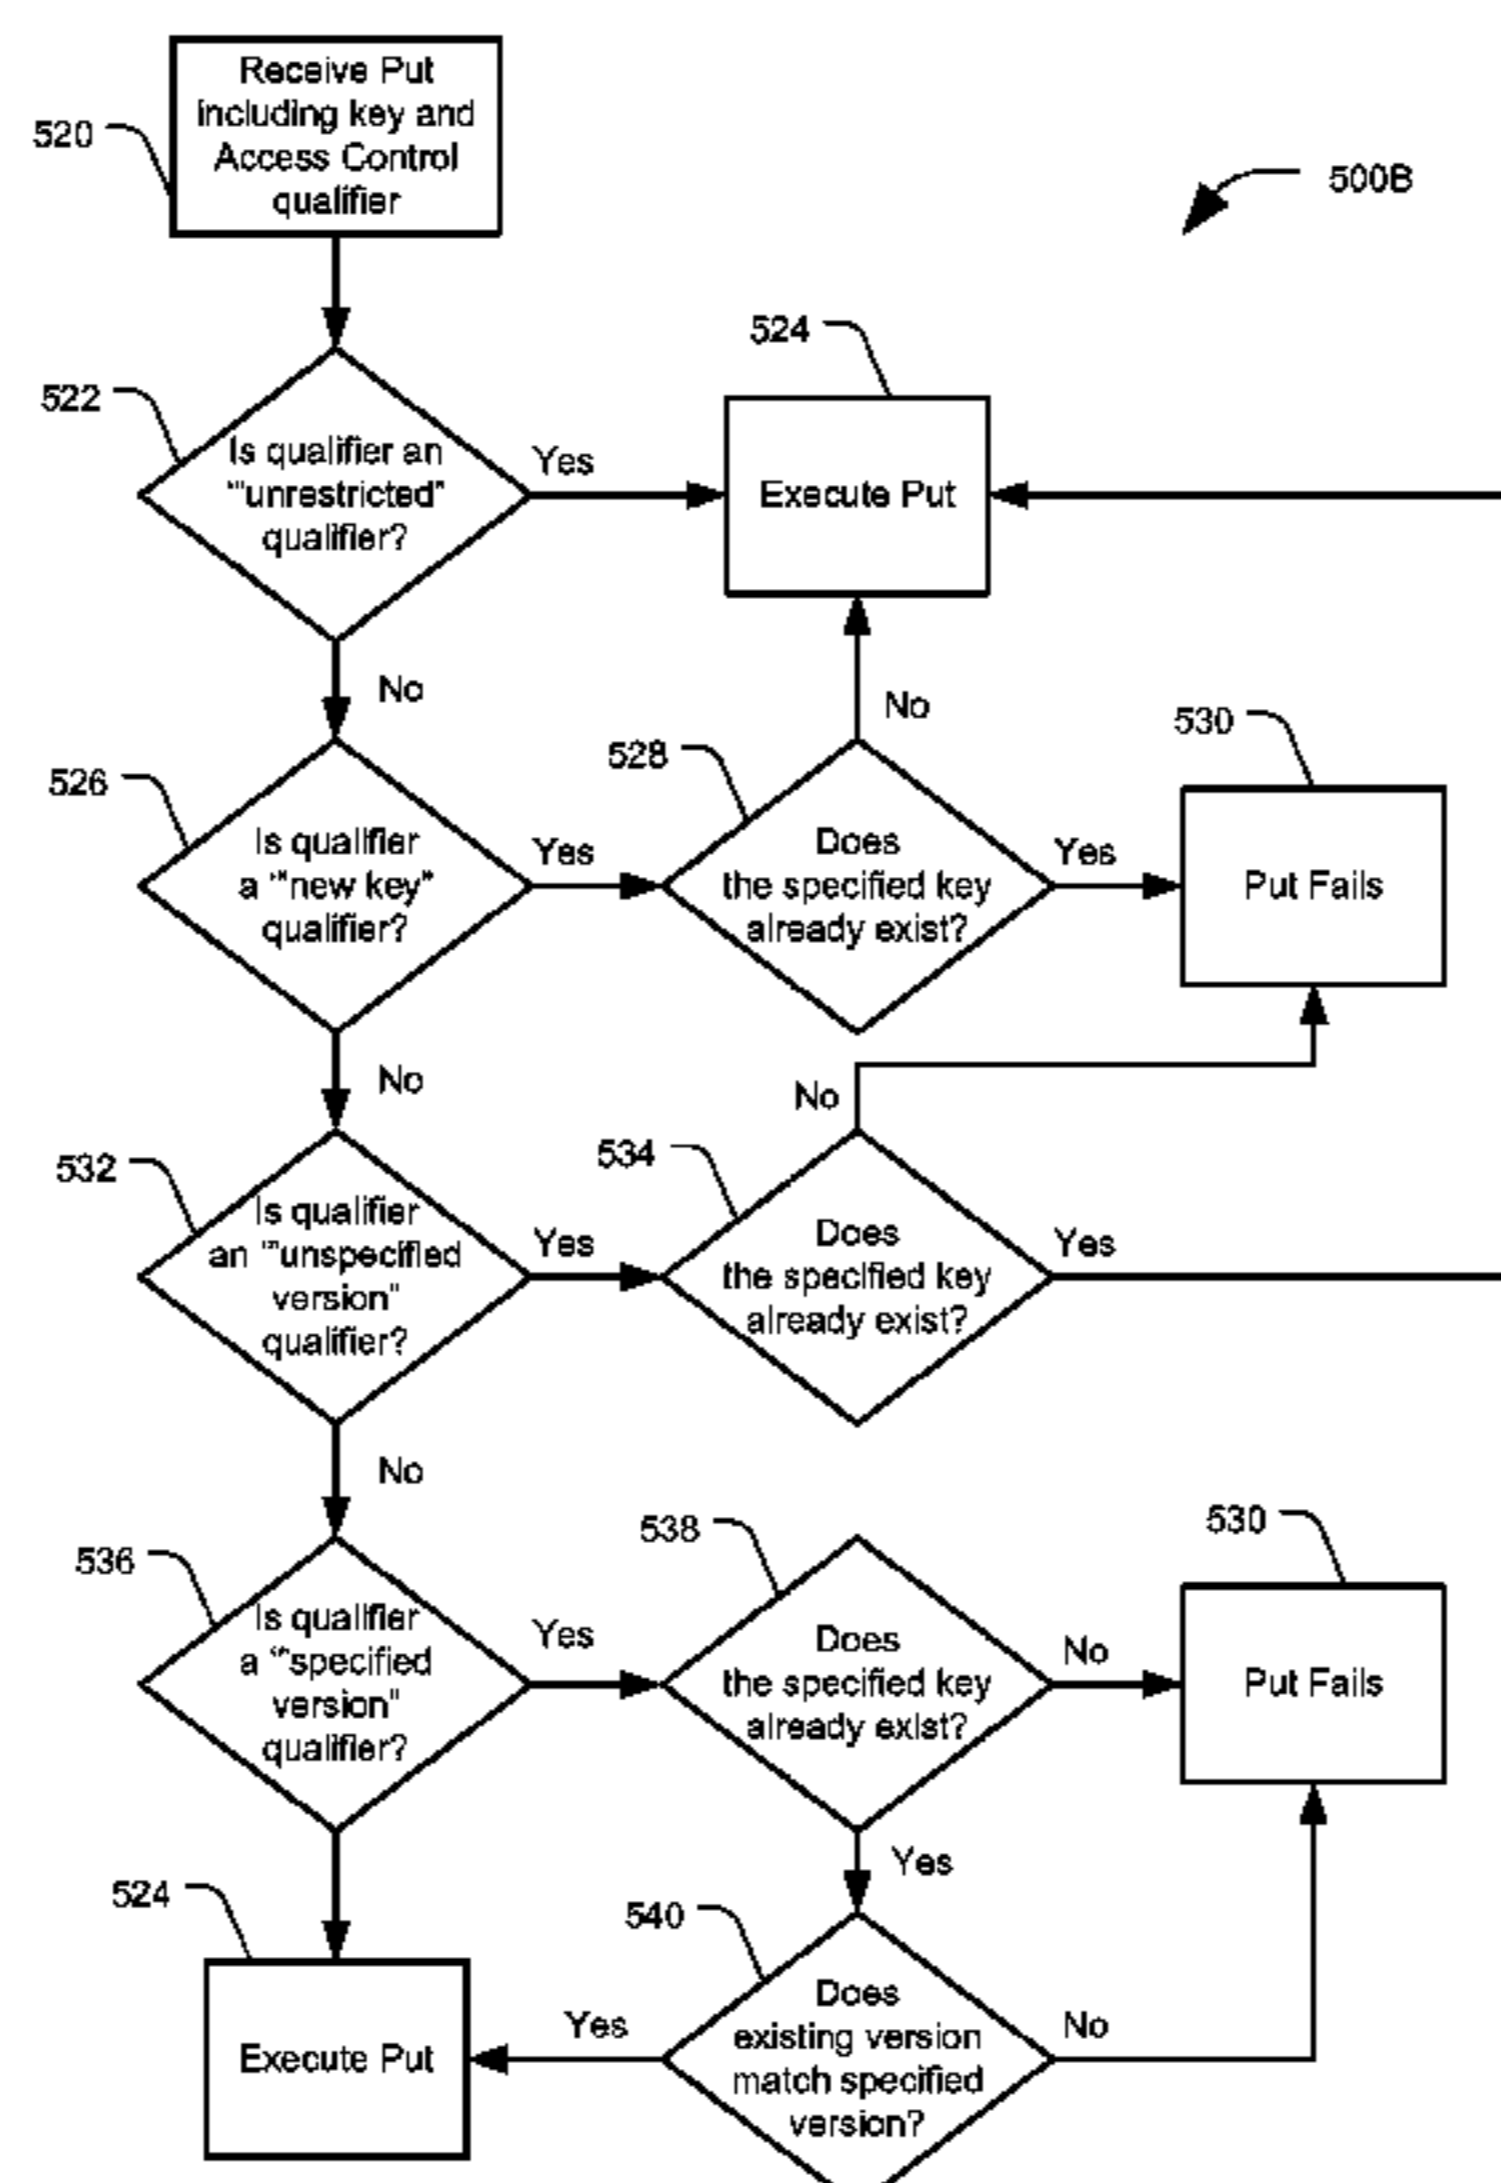 Receive Put
including key and
Access Control
qualifier
520
500B
524
522
Is qualifier an
"unrestricted"
qualifier?
Yes
Execute Put
No
No
530
528
526
Is qualifier
a "new key"
qualifier?
Yes
Does
the specified key
already exist?
Yes
Put Fails
No
No
534
532
Is qualifier
an "unspecified
version"
qualifier?
Yes
Does
the specified key
already exist?
Yes
No
538
530
536
Is qualifier
a "specified
version"
qualifier?
Yes
Does
the specified key
already exist?
No
Put Fails
Yes
524
540
Execute Put
Yes
Does
existing version
match specified
version?
No